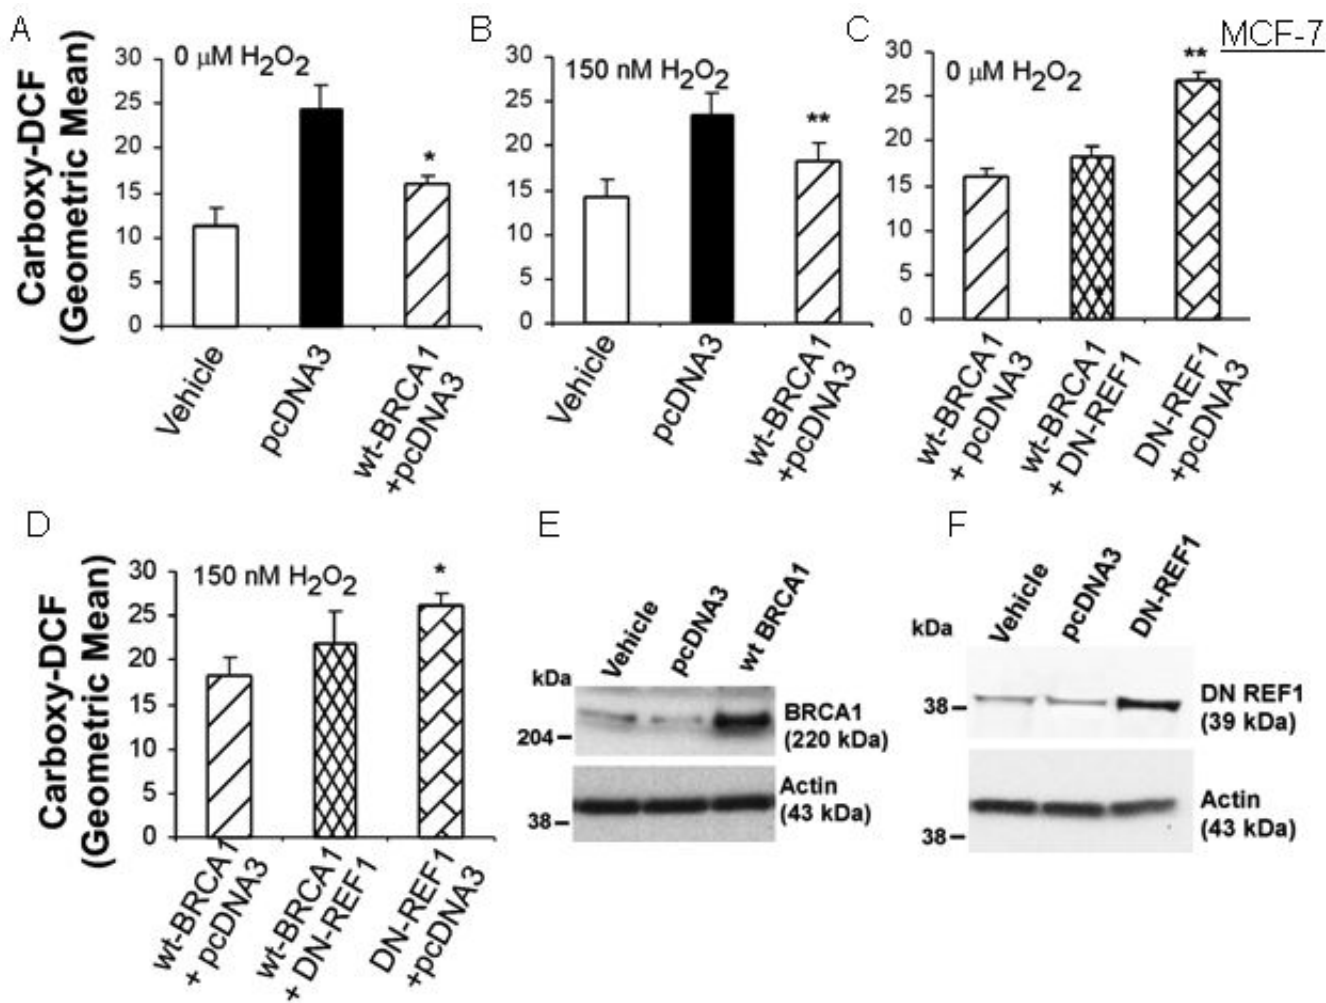 A
B
C
MCF-7
Carboxy-DCF
(Geometric Mean)
0 μM H2O2
30
25
20
15
10
5
0
Vehicle
pcDNA3
*
wt-BRCA1
+pcDNA3
150 nM H2O2
30
25
20
15
10
5
0
Vehicle
pcDNA3
**
wt-BRCA1
+pcDNA3
0 μM H2O2
30
25
20
15
10
5
0
**
wt-BRCA1
+ pcDNA3
wt-BRCA1
+ DN-REF1
DN-REF1
+pcDNA3
D
Carboxy-DCF
(Geometric Mean)
150 nM H2O2
30
25
20
15
10
5
0
*
wt-BRCA1
+ pcDNA3
wt-BRCA1
+ DN-REF1
DN-REF1
+pcDNA3
E
Vehicle
pcDNA3
wt BRCA1
kDa
204
BRCA1
(220 kDa)
38
Actin
(43 kDa)
F
Vehicle
pcDNA3
DN-REF1
kDa
38
DN REF1
(39 kDa)
38
Actin
(43 kDa)